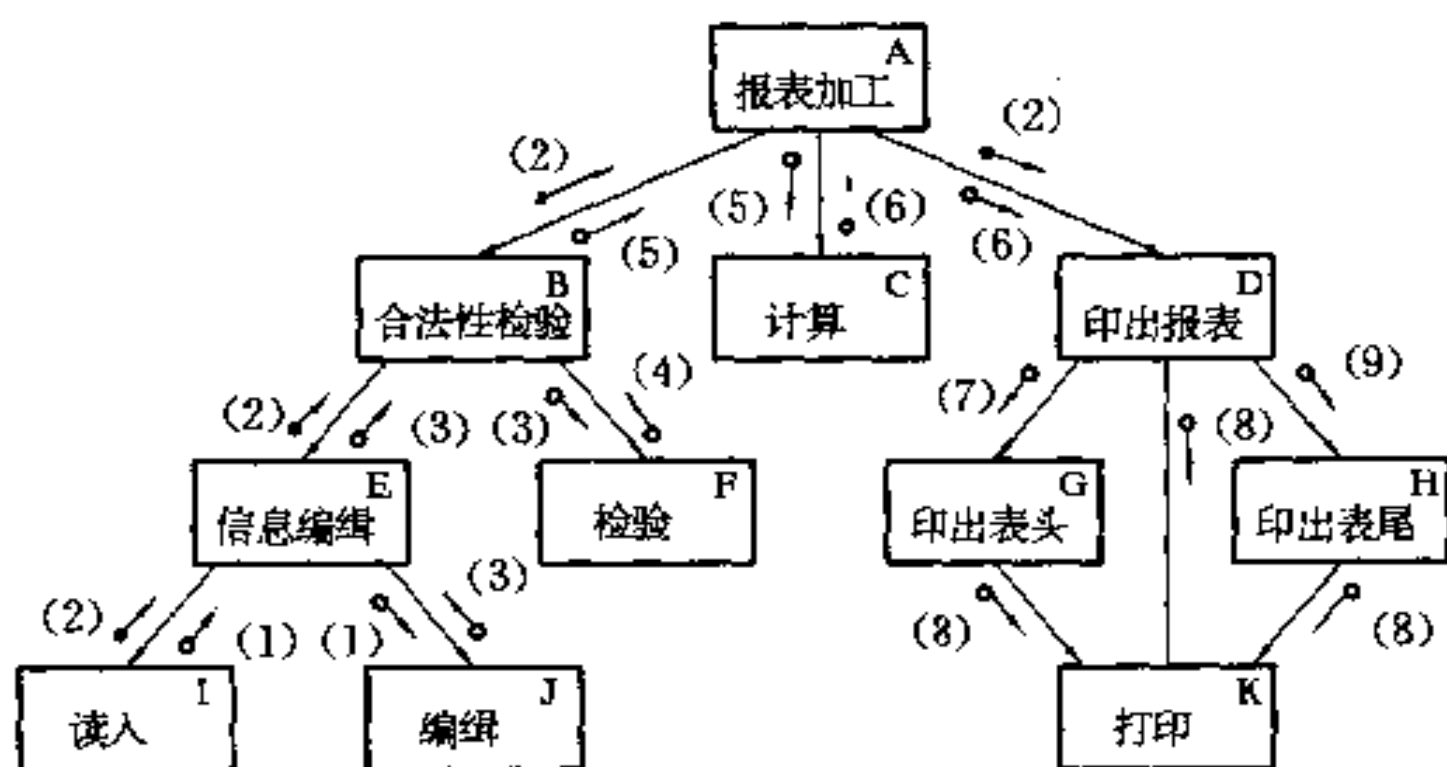 A
报表加工
(2)
(2)
(5)
(5)
(6)
(6)
B
合法性检验
C
计算
D
印出报表
(2)
(3)
(3)
(4)
(7)
(8)
(9)
E
信息编缉
F
检验
G
印出表头
H
印出表尾
(2)
(1)
(1)
(3)
(8)
(8)
I
读入
J
编缉
K
打印